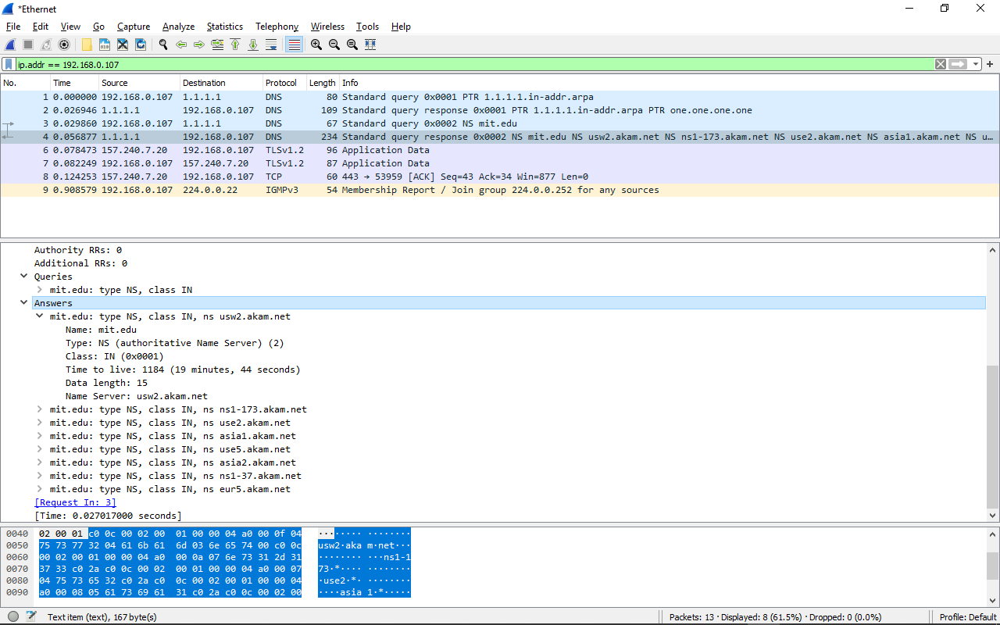 *Ethernet
File Edit View Go Capture Analyze Statistics Telephony Wireless Tools Help
ip.addr == 192.168.0.107
No. Time Source Destination Protocol Length Info
1 0.000000 192.168.0.107 1.1.1.1 DNS 80 Standard query 0x0001 PTR 1.1.1.1.in-addr.arpa
2 0.026946 1.1.1.1 192.168.0.107 DNS 109 Standard query response 0x0001 PTR 1.1.1.1.in-addr.arpa PTR one.one.one.one
3 0.029860 192.168.0.107 1.1.1.1 DNS 67 Standard query 0x0002 NS mit.edu
4 0.056877 1.1.1.1 192.168.0.107 DNS 234 Standard query response 0x0002 NS mit.edu NS usw2.akam.net NS ns1-173.akam.net NS use2.akam.net NS asia1.akam.net NS u…
6 0.078473 157.240.7.20 192.168.0.107 TLSv1.2 96 Application Data
7 0.082249 192.168.0.107 157.240.7.20 TLSv1.2 87 Application Data
8 0.124253 157.240.7.20 192.168.0.107 TCP 60 443 → 53959 [ACK] Seq=43 Ack=34 Win=877 Len=0
9 0.908579 192.168.0.107 224.0.0.22 IGMPv3 54 Membership Report / Join group 224.0.0.252 for any sources
Authority RRs: 0
Additional RRs: 0
Queries
mit.edu: type NS, class IN
Answers
mit.edu: type NS, class IN, ns usw2.akam.net
Name: mit.edu
Type: NS (authoritative Name Server) (2)
Class: IN (0x0001)
Time to live: 1184 (19 minutes, 44 seconds)
Data length: 15
Name Server: usw2.akam.net
mit.edu: type NS, class IN, ns ns1-173.akam.net
mit.edu: type NS, class IN, ns use2.akam.net
mit.edu: type NS, class IN, ns asia1.akam.net
mit.edu: type NS, class IN, ns use5.akam.net
mit.edu: type NS, class IN, ns asia2.akam.net
mit.edu: type NS, class IN, ns ns1-37.akam.net
mit.edu: type NS, class IN, ns eur5.akam.net
[Request In: 3]
[Time: 0.027017000 seconds]
0040 02 00 01 c0 0c 00 02 00 01 00 00 04 a0 00 0f 04 ········ ········
0050 75 73 77 32 04 61 6b 61 6d 03 6e 65 74 00 c0 0c usw2·aka m·net···
0060 00 02 00 01 00 00 04 a0 00 0a 07 6e 73 31 2d 31 ········ ···ns1-1
0070 37 33 c0 2a c0 0c 00 02 00 01 00 00 04 a0 00 07 73·*···· ········
0080 04 75 73 65 32 c0 2a c0 0c 00 02 00 01 00 00 04 ·use2·*· ········
0090 a0 00 08 05 61 73 69 61 31 c0 2a c0 0c 00 02 00 ····asia 1·*·····
Text item (text), 167 byte(s) Packets: 13 · Displayed: 8 (61.5%) · Dropped: 0 (0.0%) Profile: Default